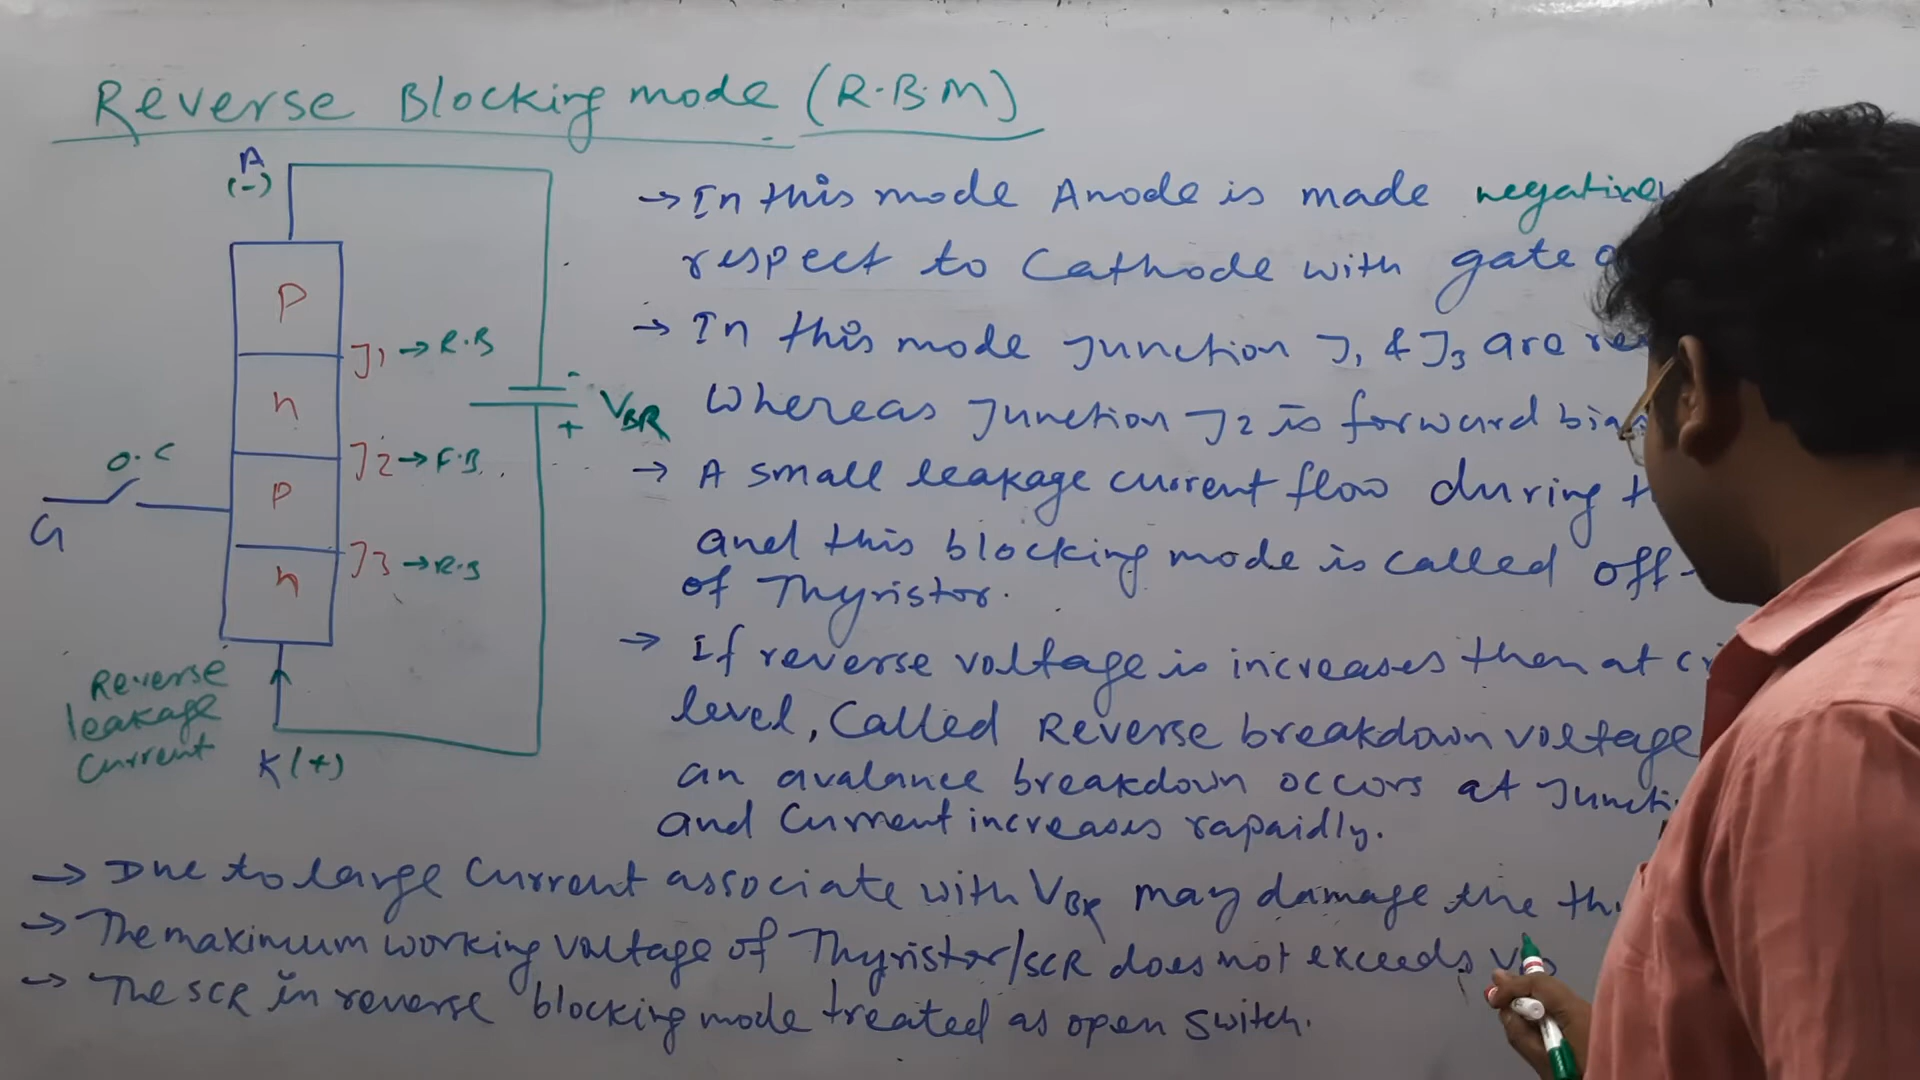 Reverse Blocking mode (R.B.M)
A
(-)
P
J1 → R.B
n
J2 → F.B.
P
J3 → R.B
n
O.C
G
-
+
VBR
Reverse
leakage
Current
K(+)
→ In this mode Anode is made negative
respect to Cathode with gate
→ In this mode Junction J1 & J3 are
Whereas Junction J2 is forward
→ A small leakage current flow during
and this blocking mode is called off-
of Thyristor.
→ If reverse voltage is increases then at
level, Called Reverse breakdown voltage
an avalance breakdown occors at
and Current increases rapaidly.
→ Due to large Current associate with VBR may damage the
→ The maximum working voltage of Thyristor/SCR does not exceeds
→ The SCR in reverse blocking mode treated as open switch.